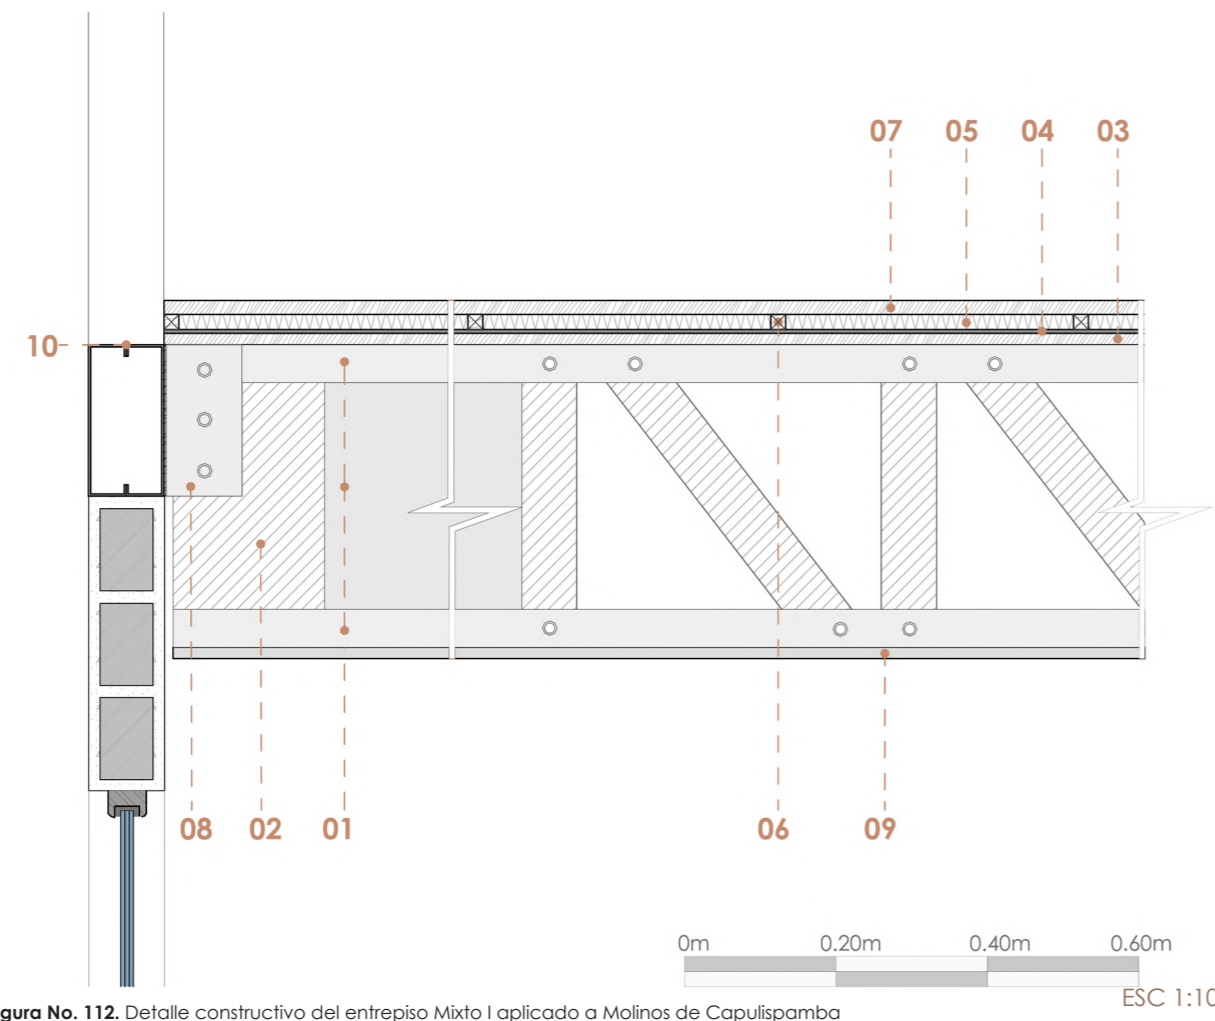 07 05 04 03
10
08 02 01 06 09
0m 0.20m 0.40m 0.60m
ESC 1:10
gura No. 112. Detalle constructivo del entrepiso Mixto I aplicado a Molinos de Capulispamba